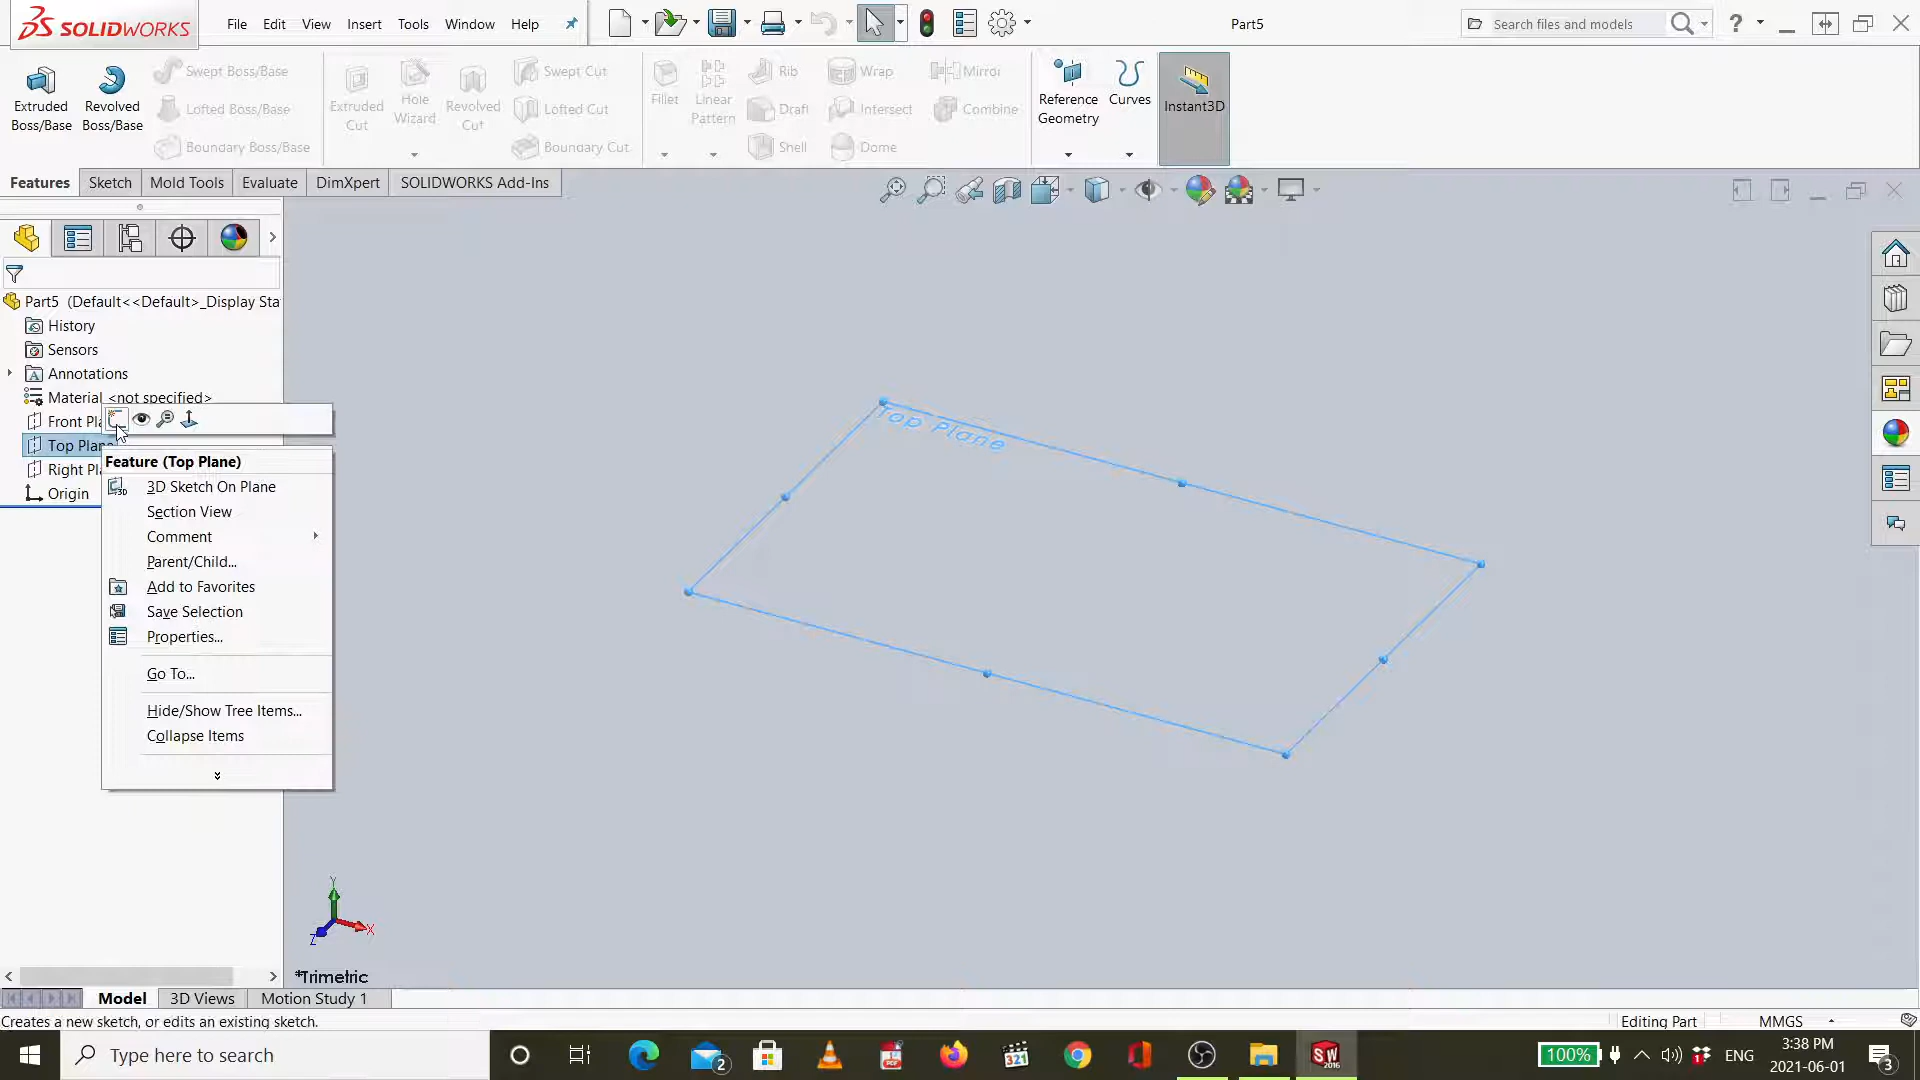 SOLIDWORKS
File Edit View Insert Tools Window Help
Part5
Search files and models
Extruded Boss/Base
Revolved Boss/Base
Swept Boss/Base
Lofted Boss/Base
Boundary Boss/Base
Extruded Cut
Hole Wizard
Revolved Cut
Swept Cut
Lofted Cut
Boundary Cut
Fillet
Linear Pattern
Rib
Draft
Shell
Wrap
Intersect
Dome
Mirror
Combine
Reference Geometry
Curves
Instant3D
Features Sketch Mold Tools Evaluate DimXpert SOLIDWORKS Add-Ins
Part5 (Default<<Default>_Display Sta
History
Sensors
Annotations
Material <not specified>
Front Pla
Top Plane
Right Pl
Origin
Feature (Top Plane)
3D Sketch On Plane
Section View
Comment
Parent/Child...
Add to Favorites
Save Selection
Properties...
Go To...
Hide/Show Tree Items...
Collapse Items
Top Plane
Y
X
Z
*Trimetric
Model 3D Views Motion Study 1
Creates a new sketch, or edits an existing sketch.
Editing Part MMGS
Type here to search
2
321
SW
2016
100%
ENG
3:38 PM
2021-06-01
3